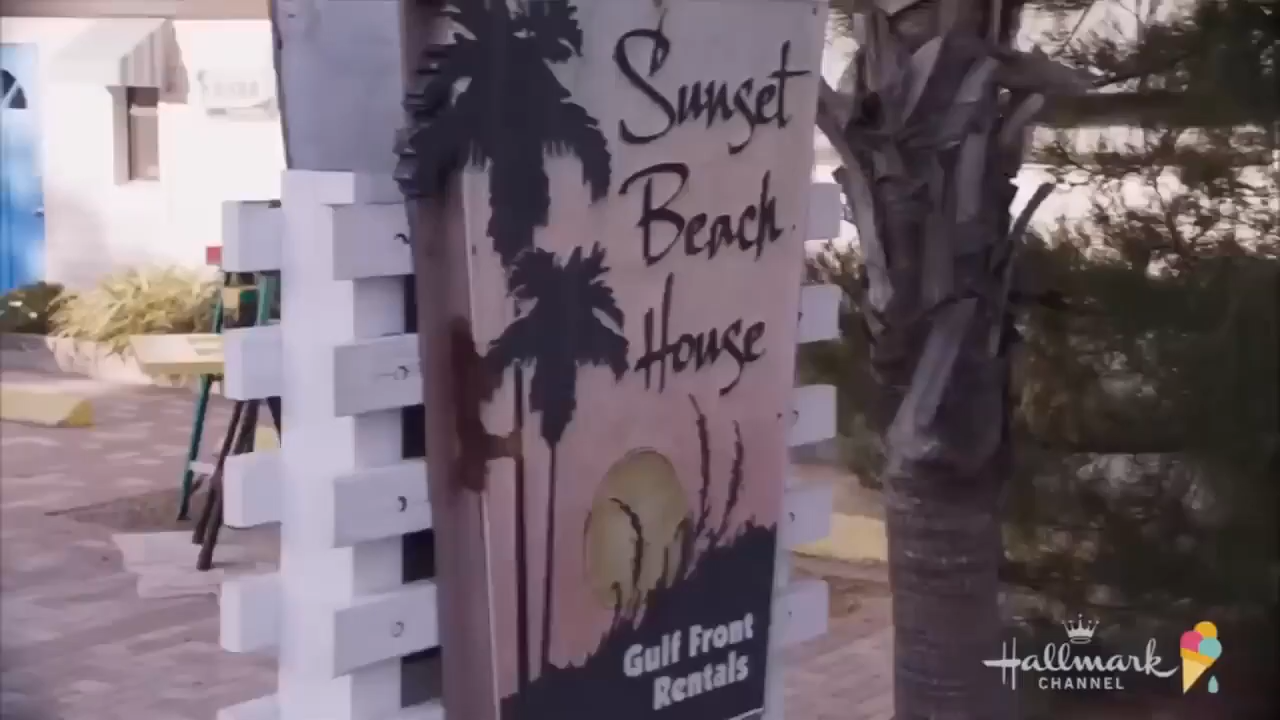 Sunset
Beach
House
Gulf Front
Rentals
Hallmark
CHANNEL